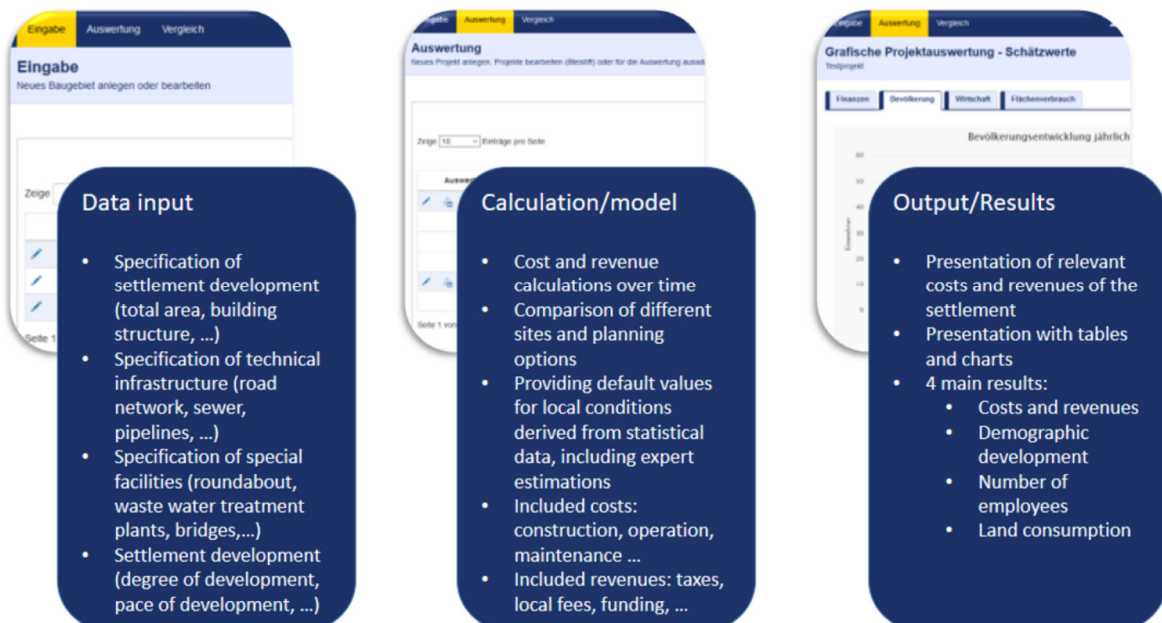 Eingabe Auswertung Vergleich
Eingabe
Neues Baugebiet anlegen oder bearbeiten
Zeige
Seite 1
Data input
• Specification of
settlement development
(total area, building
structure, …)
• Specification of technical
infrastructure (road
network, sewer,
pipelines, …)
• Specification of special
facilities (roundabout,
waste water treatment
plants, bridges,…)
• Settlement development
(degree of development,
pace of development, …)
Auswertung Vergleich
Auswertung
Neues Projekt anlegen, Projekte bearbeiten (Bleistift) oder für die Auswertung
Zeige 10 Einträge pro Seite
Seite 1 von
Calculation/model
• Cost and revenue
calculations over time
• Comparison of different
sites and planning
options
• Providing default values
for local conditions
derived from statistical
data, including expert
estimations
• Included costs:
construction, operation,
maintenance …
• Included revenues: taxes,
local fees, funding, …
Auswertung Vergleich
Grafische Projektauswertung - Schätzwerte
Testprojekt
Finanzen Bevölkerung Wirtschaft Flächenverbrauch
Bevölkerungsentwicklung jährlich
60
50
40
30
20
10
0
Einwohner
Output/Results
• Presentation of relevant
costs and revenues of the
settlement
• Presentation with tables
and charts
• 4 main results:
• Costs and revenues
• Demographic
development
• Number of
employees
• Land consumption